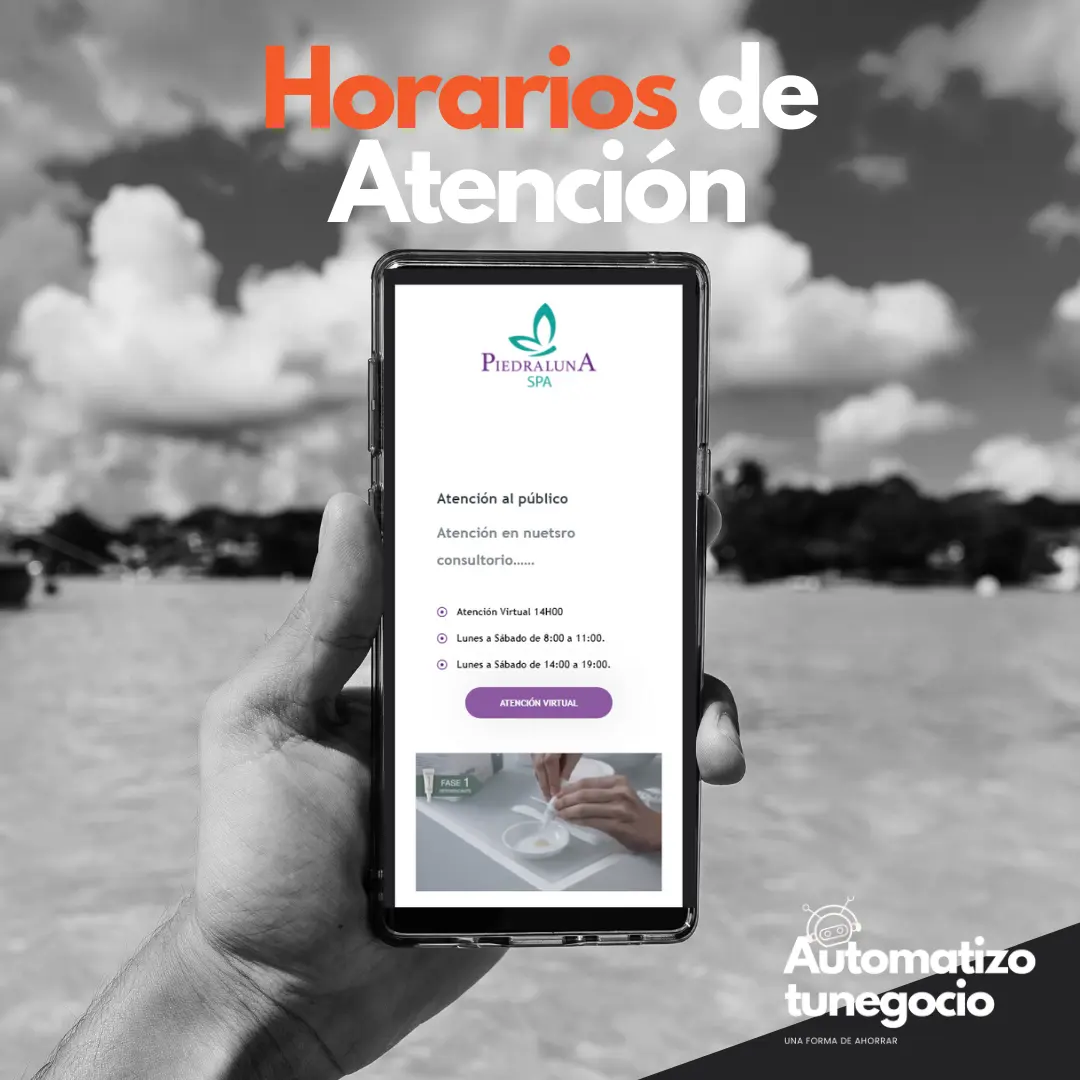 Horarios de
Atención
PIEDRALUNA
SPA
Atención al público
Atención en nuetsro
consultorio......
Atención Virtual 14H00
Lunes a Sábado de 8:00 a 11:00.
Lunes a Sábado de 14:00 a 19:00.
ATENCIÓN VIRTUAL
FASE 1
Automatizo
tunegocio
UNA FORMA DE AHORRAR